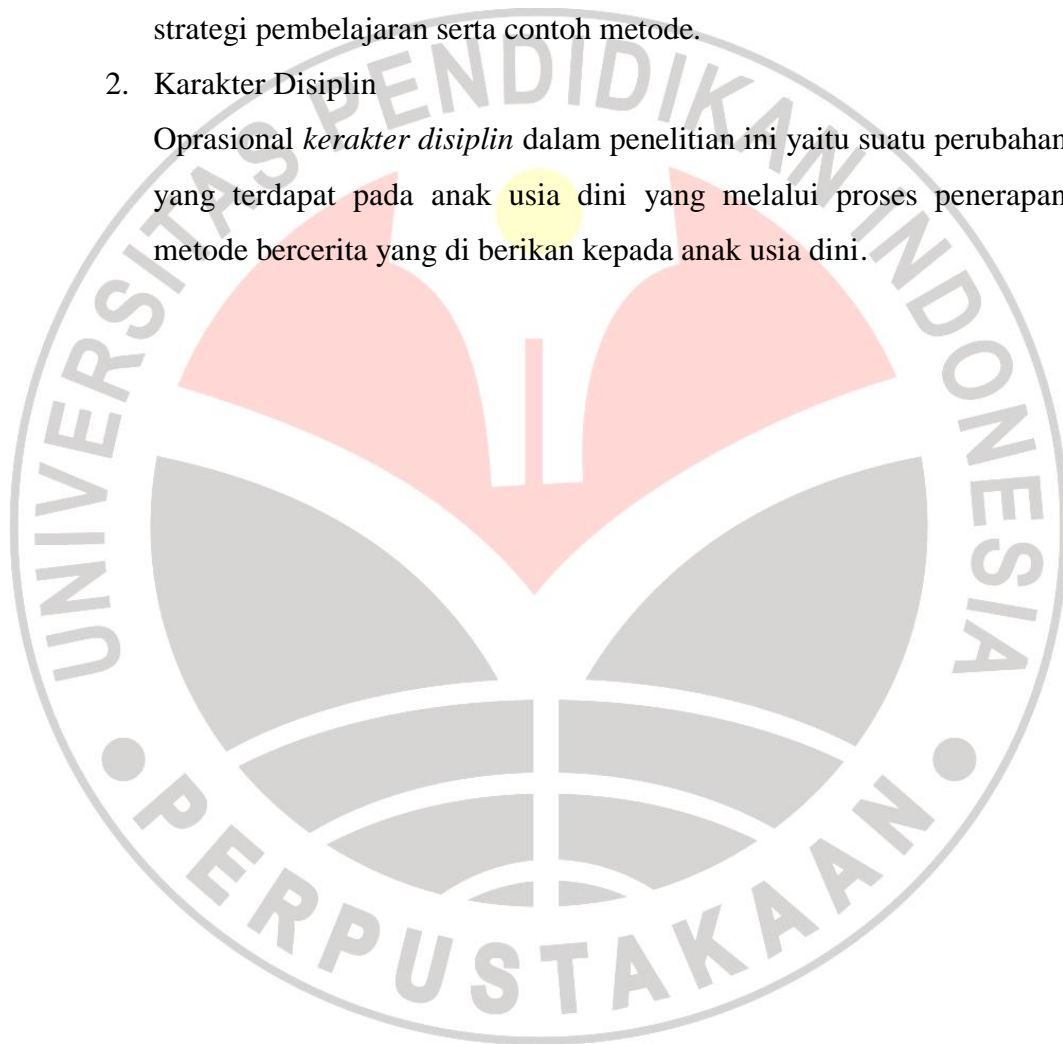 strategi pembelajaran serta contoh metode.
2. Karakter Disiplin
Oprasional kerakter disiplin dalam penelitian ini yaitu suatu perubahan
yang terdapat pada anak usia dini yang melalui proses penerapan
metode bercerita yang di berikan kepada anak usia dini.
UNIVERSITAS PENDIDIKAN INDONESIA
PERPUSTAKAAN